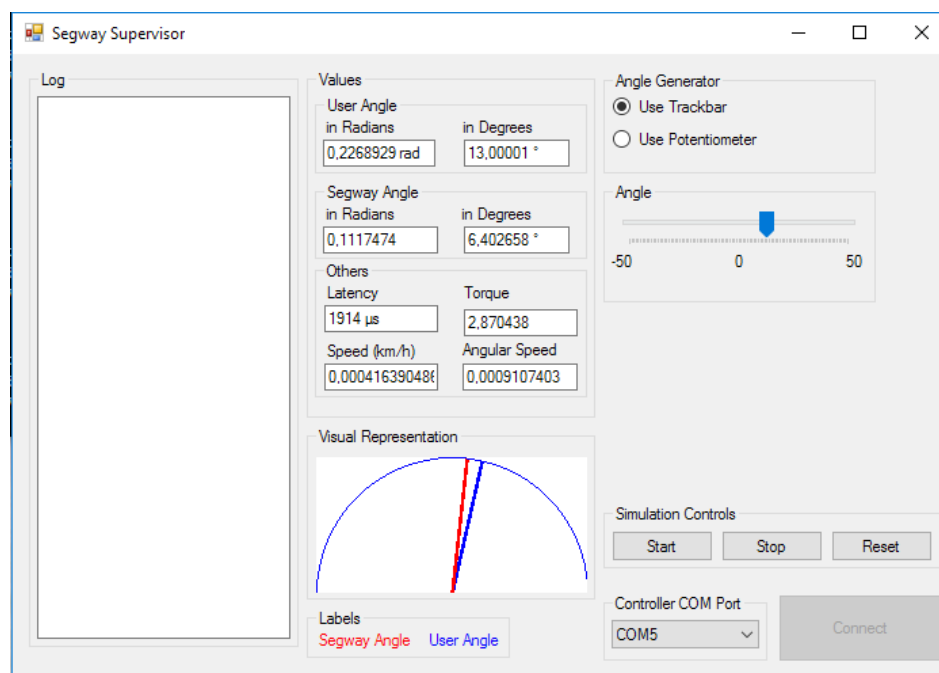 Segway Supervisor
Log
Values
User Angle
in Radians in Degrees
0,2268929 rad 13,00001 °
Segway Angle
in Radians in Degrees
0,1117474 6,402658 °
Others
Latency Torque
1914 µs 2,870438
Speed (km/h) Angular Speed
0,00041639048 0,0009107403
Visual Representation
Labels
Segway Angle User Angle
Angle Generator
Use Trackbar
Use Potentiometer
Angle
-50 0 50
Simulation Controls
Start Stop Reset
Controller COM Port
COM5 Connect